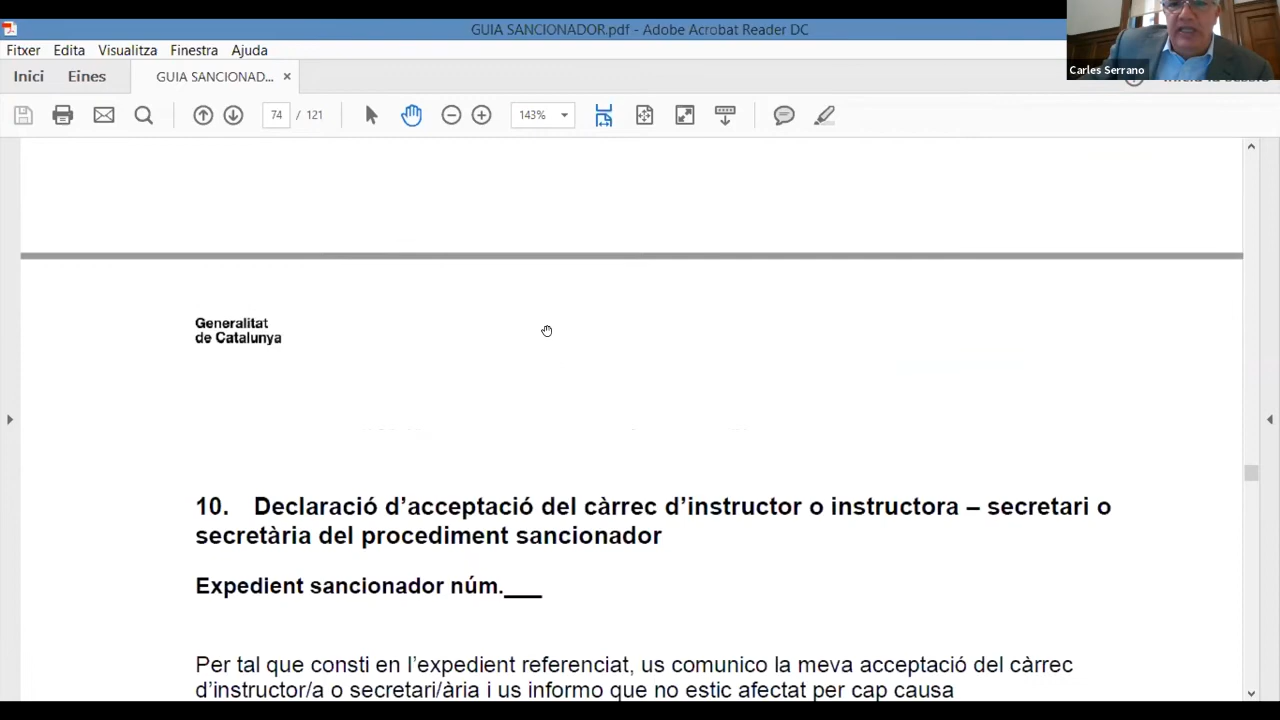 GUIA SANCIONADOR.pdf - Adobe Acrobat Reader DC
Fitxer Edita Visualitza Finestra Ajuda
Inici Eines GUIA SANCIONAD... ×
74 / 121 143%
Carles Serrano
Generalitat
de Catalunya
10. Declaració d’acceptació del càrrec d’instructor o instructora – secretari o
secretària del procediment sancionador
Expedient sancionador núm.___
Per tal que consti en l’expedient referenciat, us comunico la meva acceptació del càrrec
d’instructor/a o secretari/ària i us informo que no estic afectat per cap causa